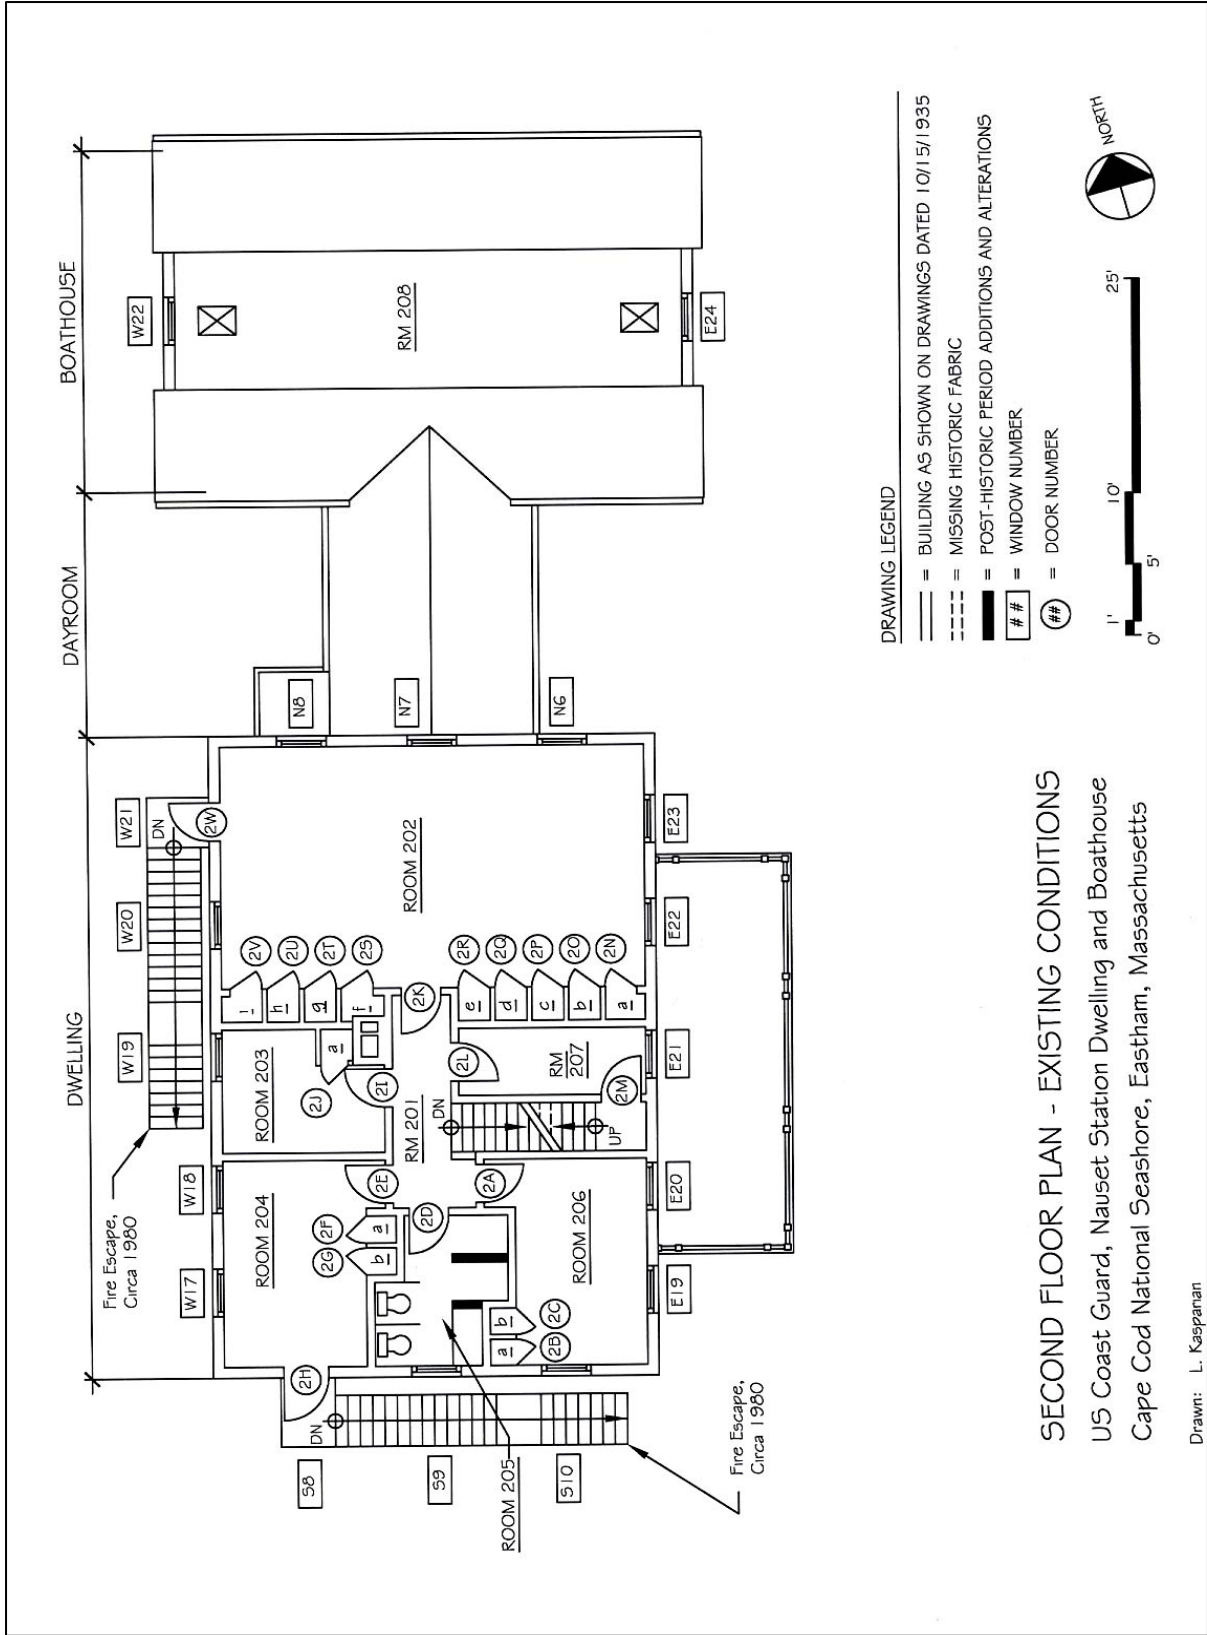 DWELLING
DAYROOM
BOATHOUSE
Fire Escape,
Circa 1980
W17
W18
W19
W20
W21
W22
DN
2W
S8
S9
S10
DN
2H
ROOM 204
ROOM 203
2G
2F
b
a
2E
2J
a
2I
2V
2U
2T
2S
i
h
g
f
ROOM 202
N8
N7
N6
RM 208
RM 201
2D
2K
DN
2L
2A
RM
207
UP
2M
2R
2Q
2P
2O
2N
e
d
c
b
a
ROOM 206
a
b
2B
2C
E19
E20
E21
E22
E23
E24
ROOM 205
Fire Escape,
Circa 1980
DRAWING LEGEND
= BUILDING AS SHOWN ON DRAWINGS DATED 10/15/1935
= MISSING HISTORIC FABRIC
= POST-HISTORIC PERIOD ADDITIONS AND ALTERATIONS
## = WINDOW NUMBER
## = DOOR NUMBER
0' 1' 5' 10' 25'
NORTH
SECOND FLOOR PLAN - EXISTING CONDITIONS
US Coast Guard, Nauset Station Dwelling and Boathouse
Cape Cod National Seashore, Eastham, Massachusetts
Drawn: L. Kasparian